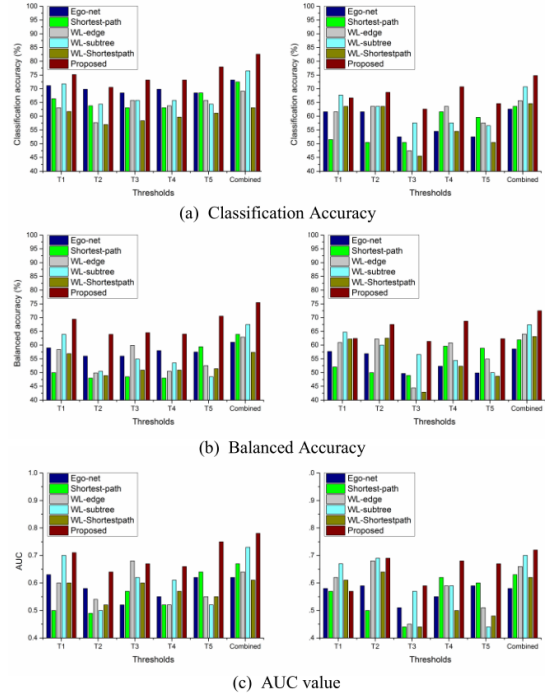 100
95
90
85
80
75
70
65
60
55
50
45
40
Classification accuracy (%)
Ego-net
Shortest-path
WL-edge
WL-subtree
WL-Shortestpath
Proposed
T1 T2 T3 T4 T5 Combined
Thresholds
100
95
90
85
80
75
70
65
60
55
50
45
40
Classification accuracy (%)
Ego-net
Shortest-path
WL-edge
WL-subtree
WL-Shortestpath
Proposed
T1 T2 T3 T4 T5 Combined
Thresholds
(a) Classification Accuracy
100
95
90
85
80
75
70
65
60
55
50
45
40
Balanced accuracy (%)
Ego-net
Shortest-path
WL-edge
WL-subtree
WL-Shortestpath
Proposed
T1 T2 T3 T4 T5 Combined
Thresholds
100
95
90
85
80
75
70
65
60
55
50
45
40
Balanced accuracy (%)
Ego-net
Shortest-path
WL-edge
WL-subtree
WL-Shortestpath
Proposed
T1 T2 T3 T4 T5 Combined
Thresholds
(b) Balanced Accuracy
1.0
0.9
0.8
0.7
0.6
0.5
0.4
AUC
Ego-net
Shortest-path
WL-edge
WL-subtree
WL-Shortestpath
Proposed
T1 T2 T3 T4 T5 Combined
Thresholds
.0
.9
.8
.7
.6
.5
.4
Ego-net
Shortest-path
WL-edge
WL-subtree
WL-Shortestpath
Proposed
T1 T2 T3 T4 T5 Combined
Thresholds
(c) AUC value